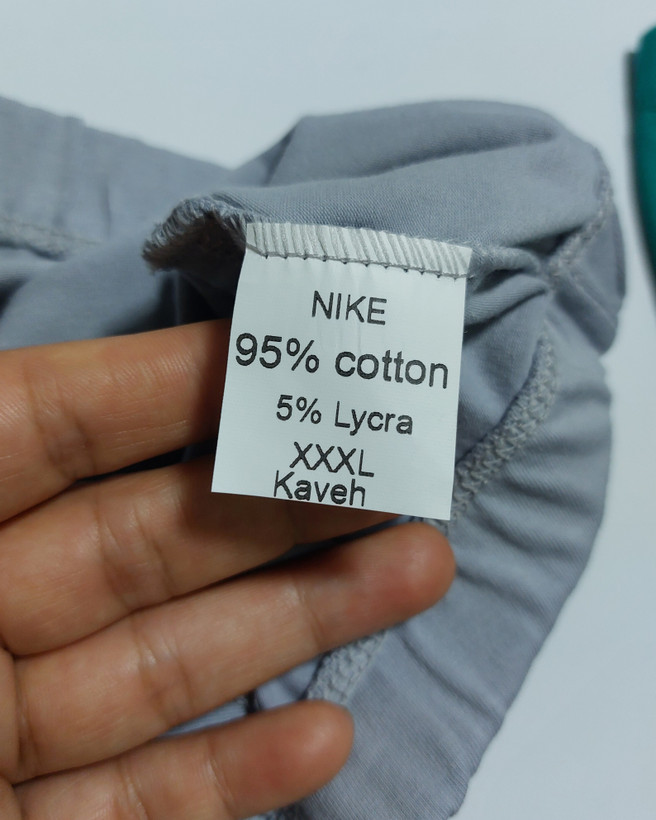 NIKE
95% cotton
5% Lycra
XXXL
Kaveh